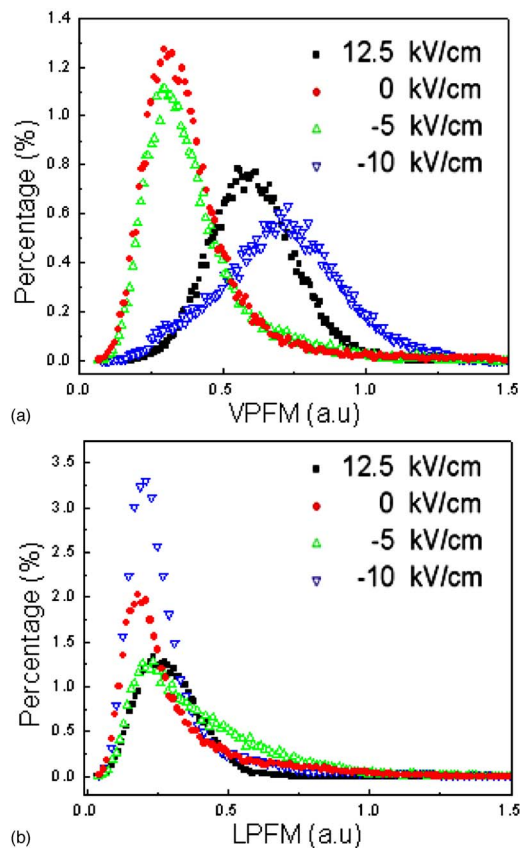 1.4
1.2
1.0
0.8
0.6
0.4
0.2
0.0
Percentage (%)
12.5 kV/cm
0 kV/cm
-5 kV/cm
-10 kV/cm
0.0 0.5 1.0 1.5
(a) VPFM (a.u)
3.5
3.0
2.5
2.0
1.5
1.0
0.5
0.0
Percentage (%)
12.5 kV/cm
0 kV/cm
-5 kV/cm
-10 kV/cm
0.0 0.5 1.0 1.5
(b) LPFM (a.u)